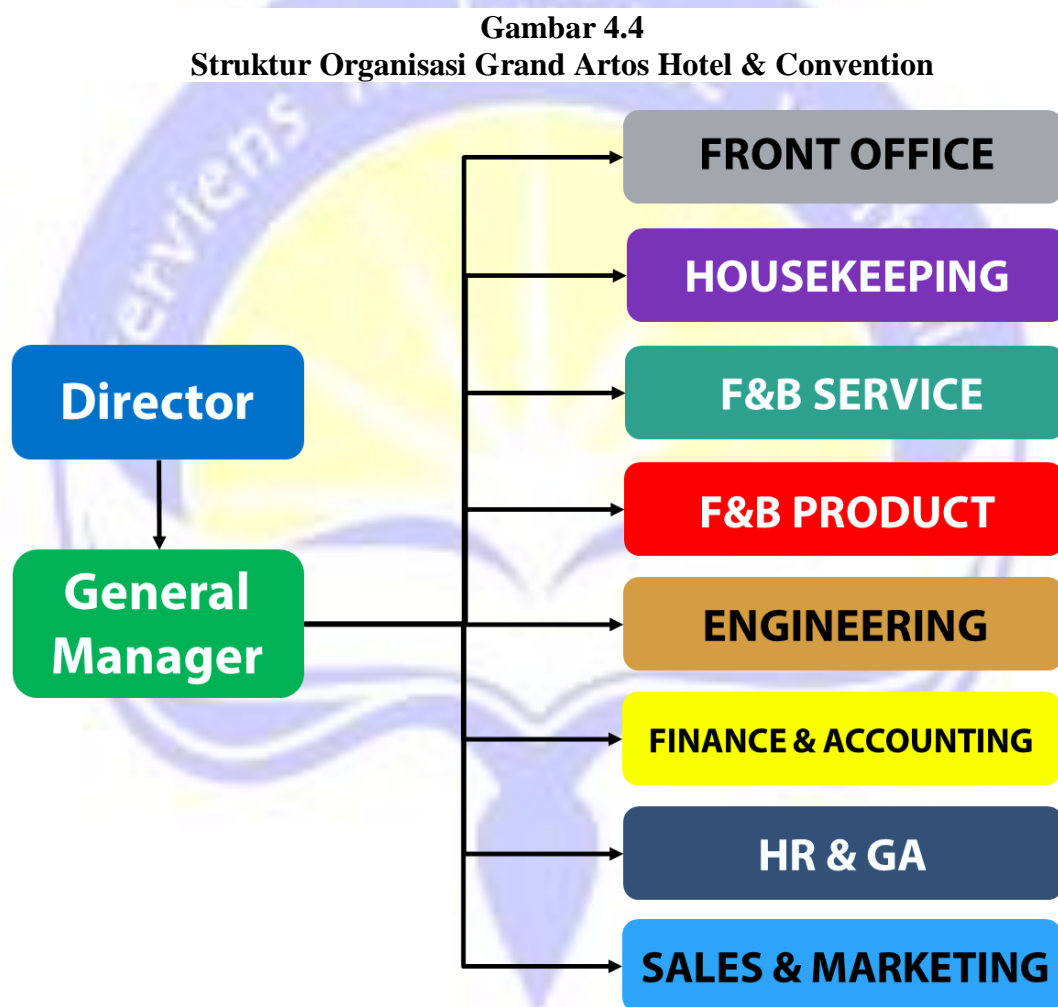 Gambar 4.4
Struktur Organisasi Grand Artos Hotel & Convention
FRONT OFFICE
HOUSEKEEPING
F&B SERVICE
Director
F&B PRODUCT
General
Manager
ENGINEERING
FINANCE & ACCOUNTING
HR & GA
SALES & MARKETING